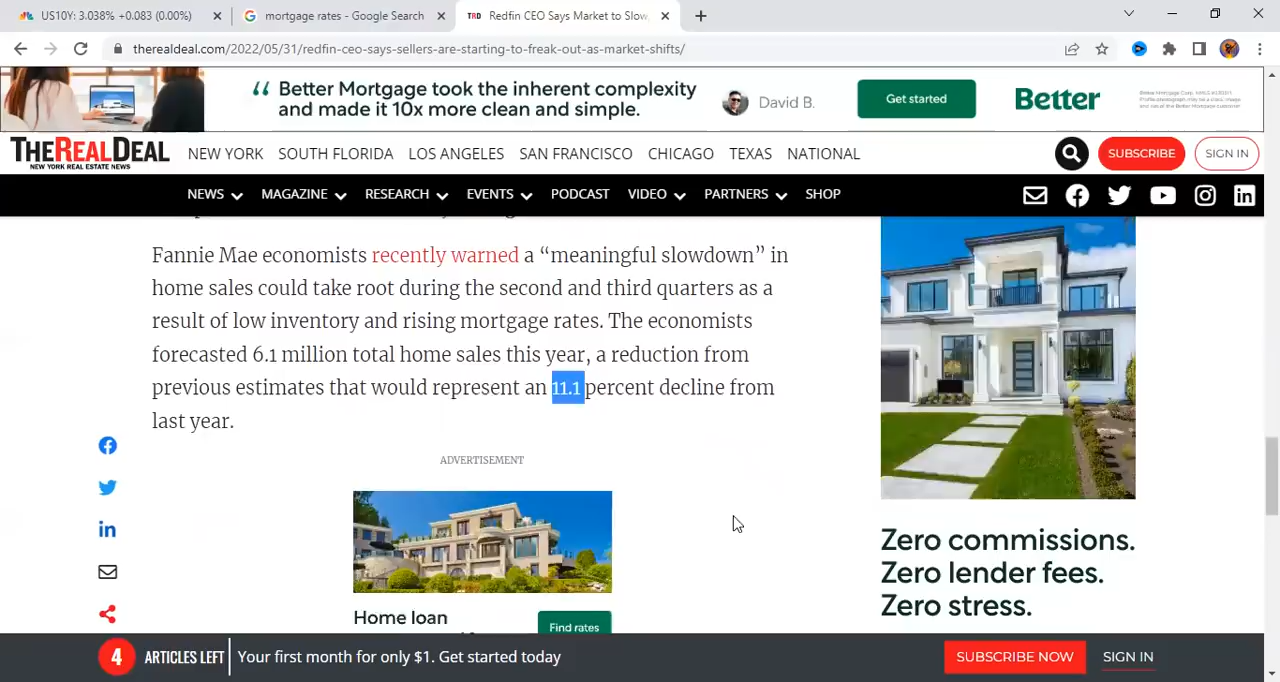 US10Y: 3.038% +0.083 (0.00%)
mortgage rates - Google Search
TRD Redfin CEO Says Market to Slow
therealdeal.com/2022/05/31/redfin-ceo-says-sellers-are-starting-to-freak-out-as-market-shifts/
“ Better Mortgage took the inherent complexity
and made it 10x more clean and simple.
David B.
Get started
Better
THE REAL DEAL
NEW YORK REAL ESTATE NEWS
NEW YORK SOUTH FLORIDA LOS ANGELES SAN FRANCISCO CHICAGO TEXAS NATIONAL
SUBSCRIBE
SIGN IN
NEWS MAGAZINE RESEARCH EVENTS PODCAST VIDEO PARTNERS SHOP
Fannie Mae economists recently warned a “meaningful slowdown” in
home sales could take root during the second and third quarters as a
result of low inventory and rising mortgage rates. The economists
forecasted 6.1 million total home sales this year, a reduction from
previous estimates that would represent an 11.1 percent decline from
last year.
ADVERTISEMENT
Home loan
Find rates
Zero commissions.
Zero lender fees.
Zero stress.
4 ARTICLES LEFT Your first month for only $1. Get started today
SUBSCRIBE NOW
SIGN IN